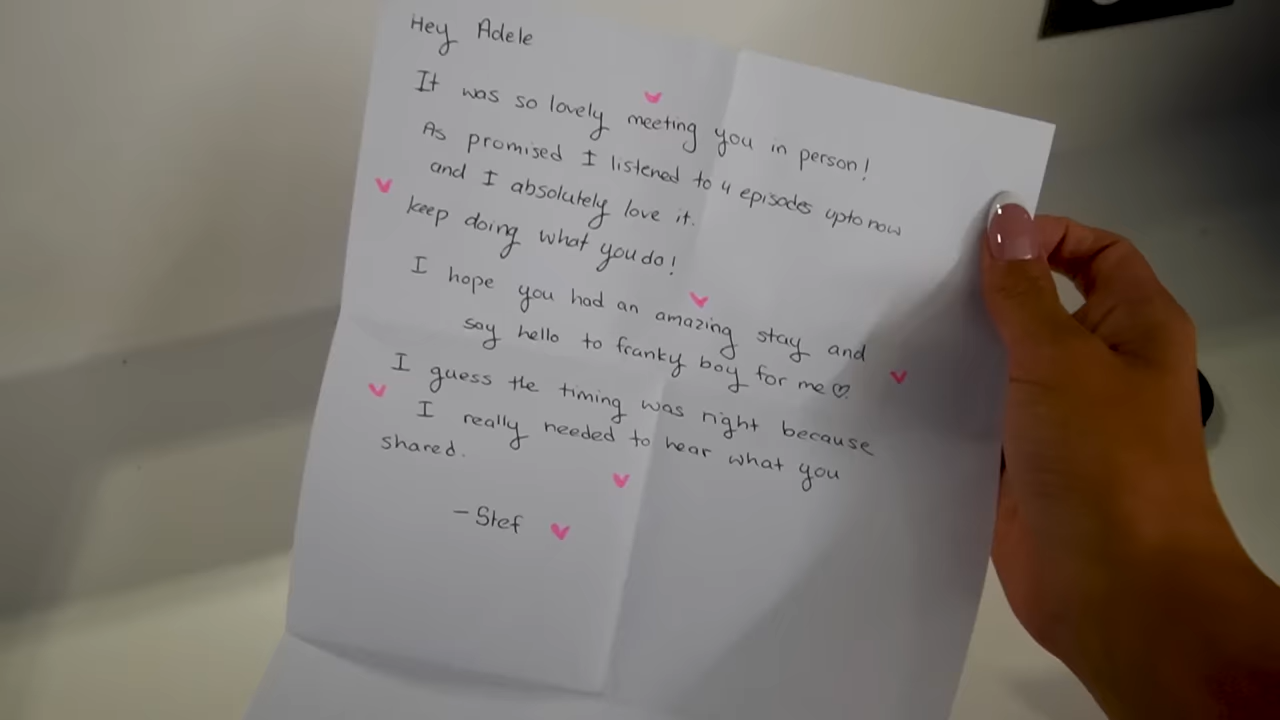 Hey Adele
It was so lovely meeting you in person!
As promised I listened to 4 episodes upto now
and I absolutely love it.
keep doing what you do!
I hope you had an amazing stay and
say hello to franky boy for me♡.
I guess the timing was right because
I really needed to hear what you
shared.
-Stef